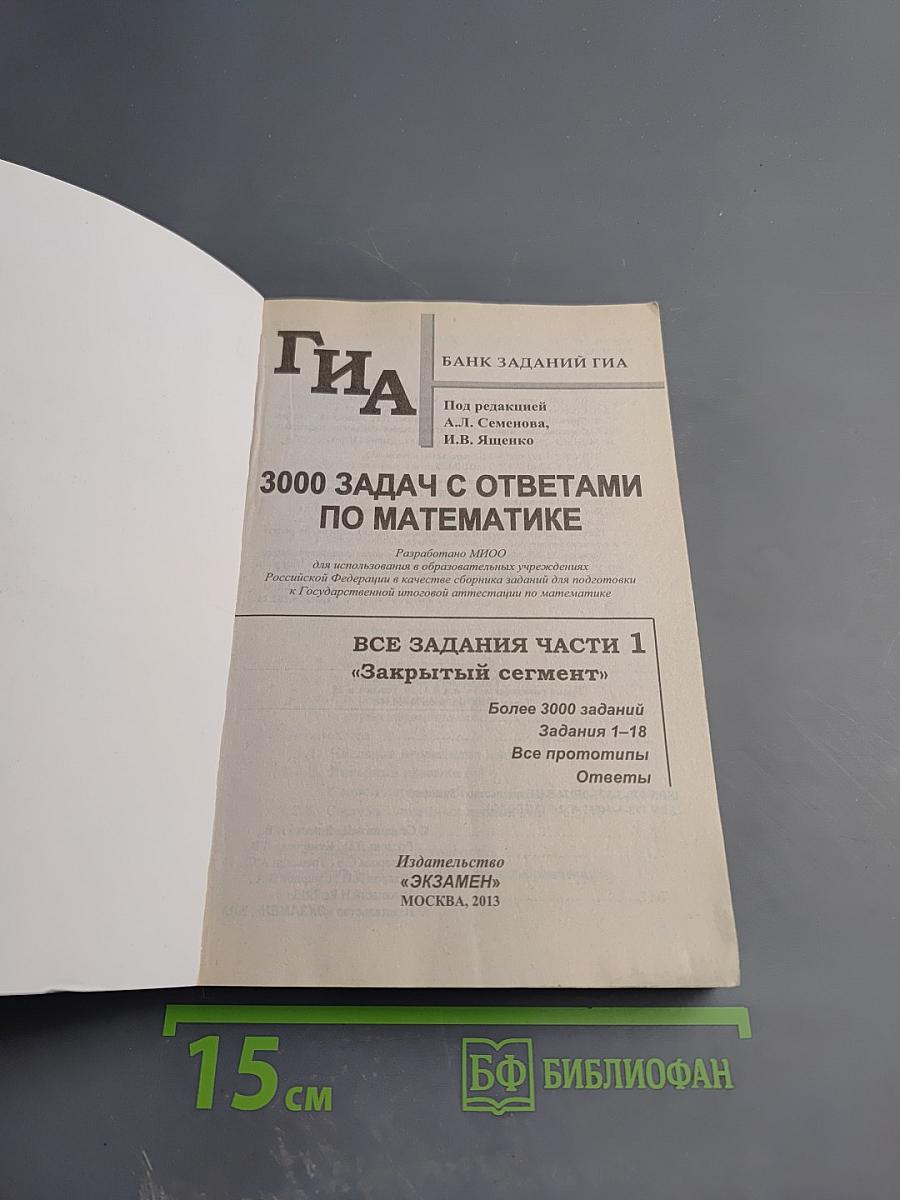 ГИА
БАНК ЗАДАНИЙ ГИА
Под редакцией
А.Л. Семенова,
И.В. Ященко
3000 ЗАДАЧ С ОТВЕТАМИ
ПО МАТЕМАТИКЕ
Разработано МИОО
для использования в образовательных учреждениях
Российской Федерации в качестве сборника заданий для подготовки
к Государственной итоговой аттестации по математике
ВСЕ ЗАДАНИЯ ЧАСТИ 1
«Закрытый сегмент»
Более 3000 заданий
Задания 1–18
Все прототипы
Ответы
Издательство
«ЭКЗАМЕН»
МОСКВА, 2013
15 см
БФ БИБЛИОФАН